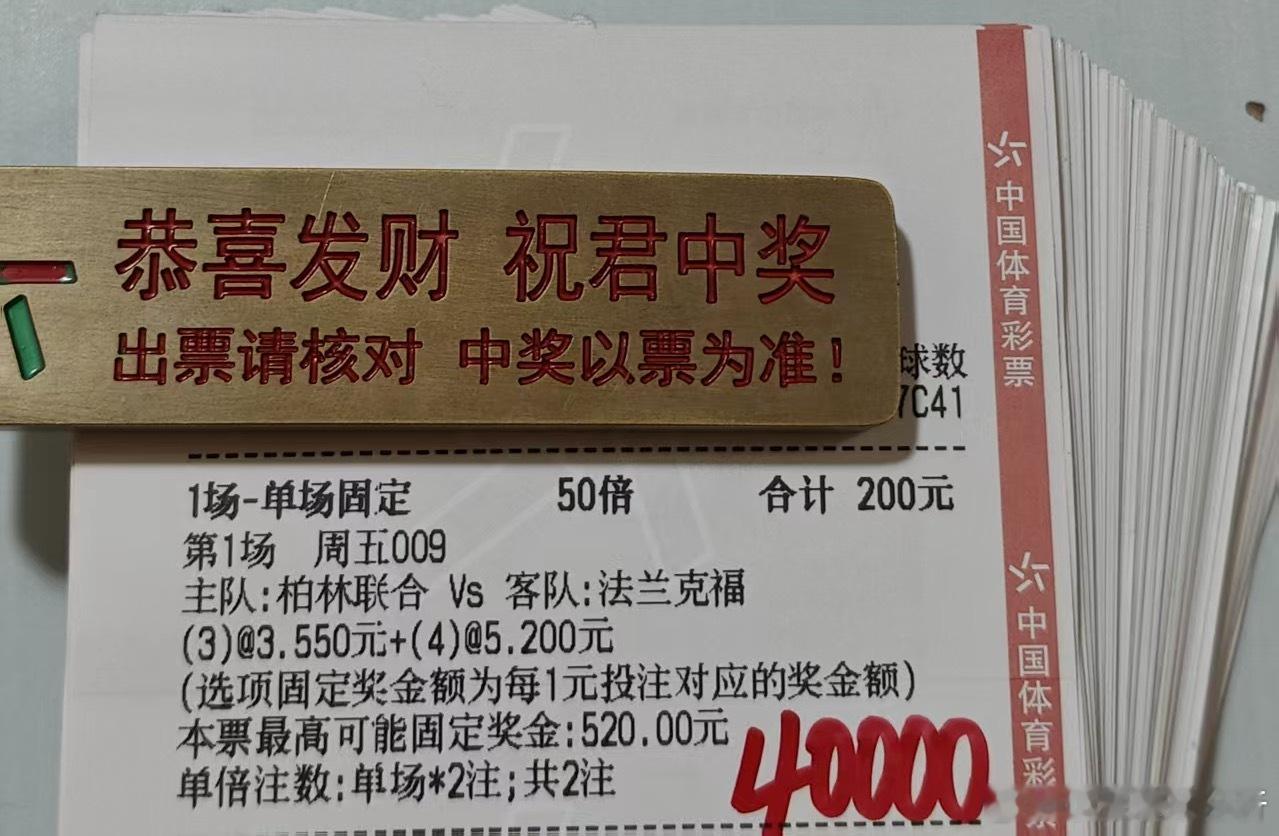 恭喜发财 祝君中奖
出票请核对 中奖以票为准!
球数
7C41
1场-单场固定 50倍 合计 200元
第1场 周五009
主队:柏林联合 Vs 客队:法兰克福
(3)@3.550元+(4)@5.200元
(选项固定奖金额为每1元投注对应的奖金额)
本票最高可能固定奖金:520.00元
单倍注数:单场*2注;共2注
40000
中国体育彩票
中国体育彩票